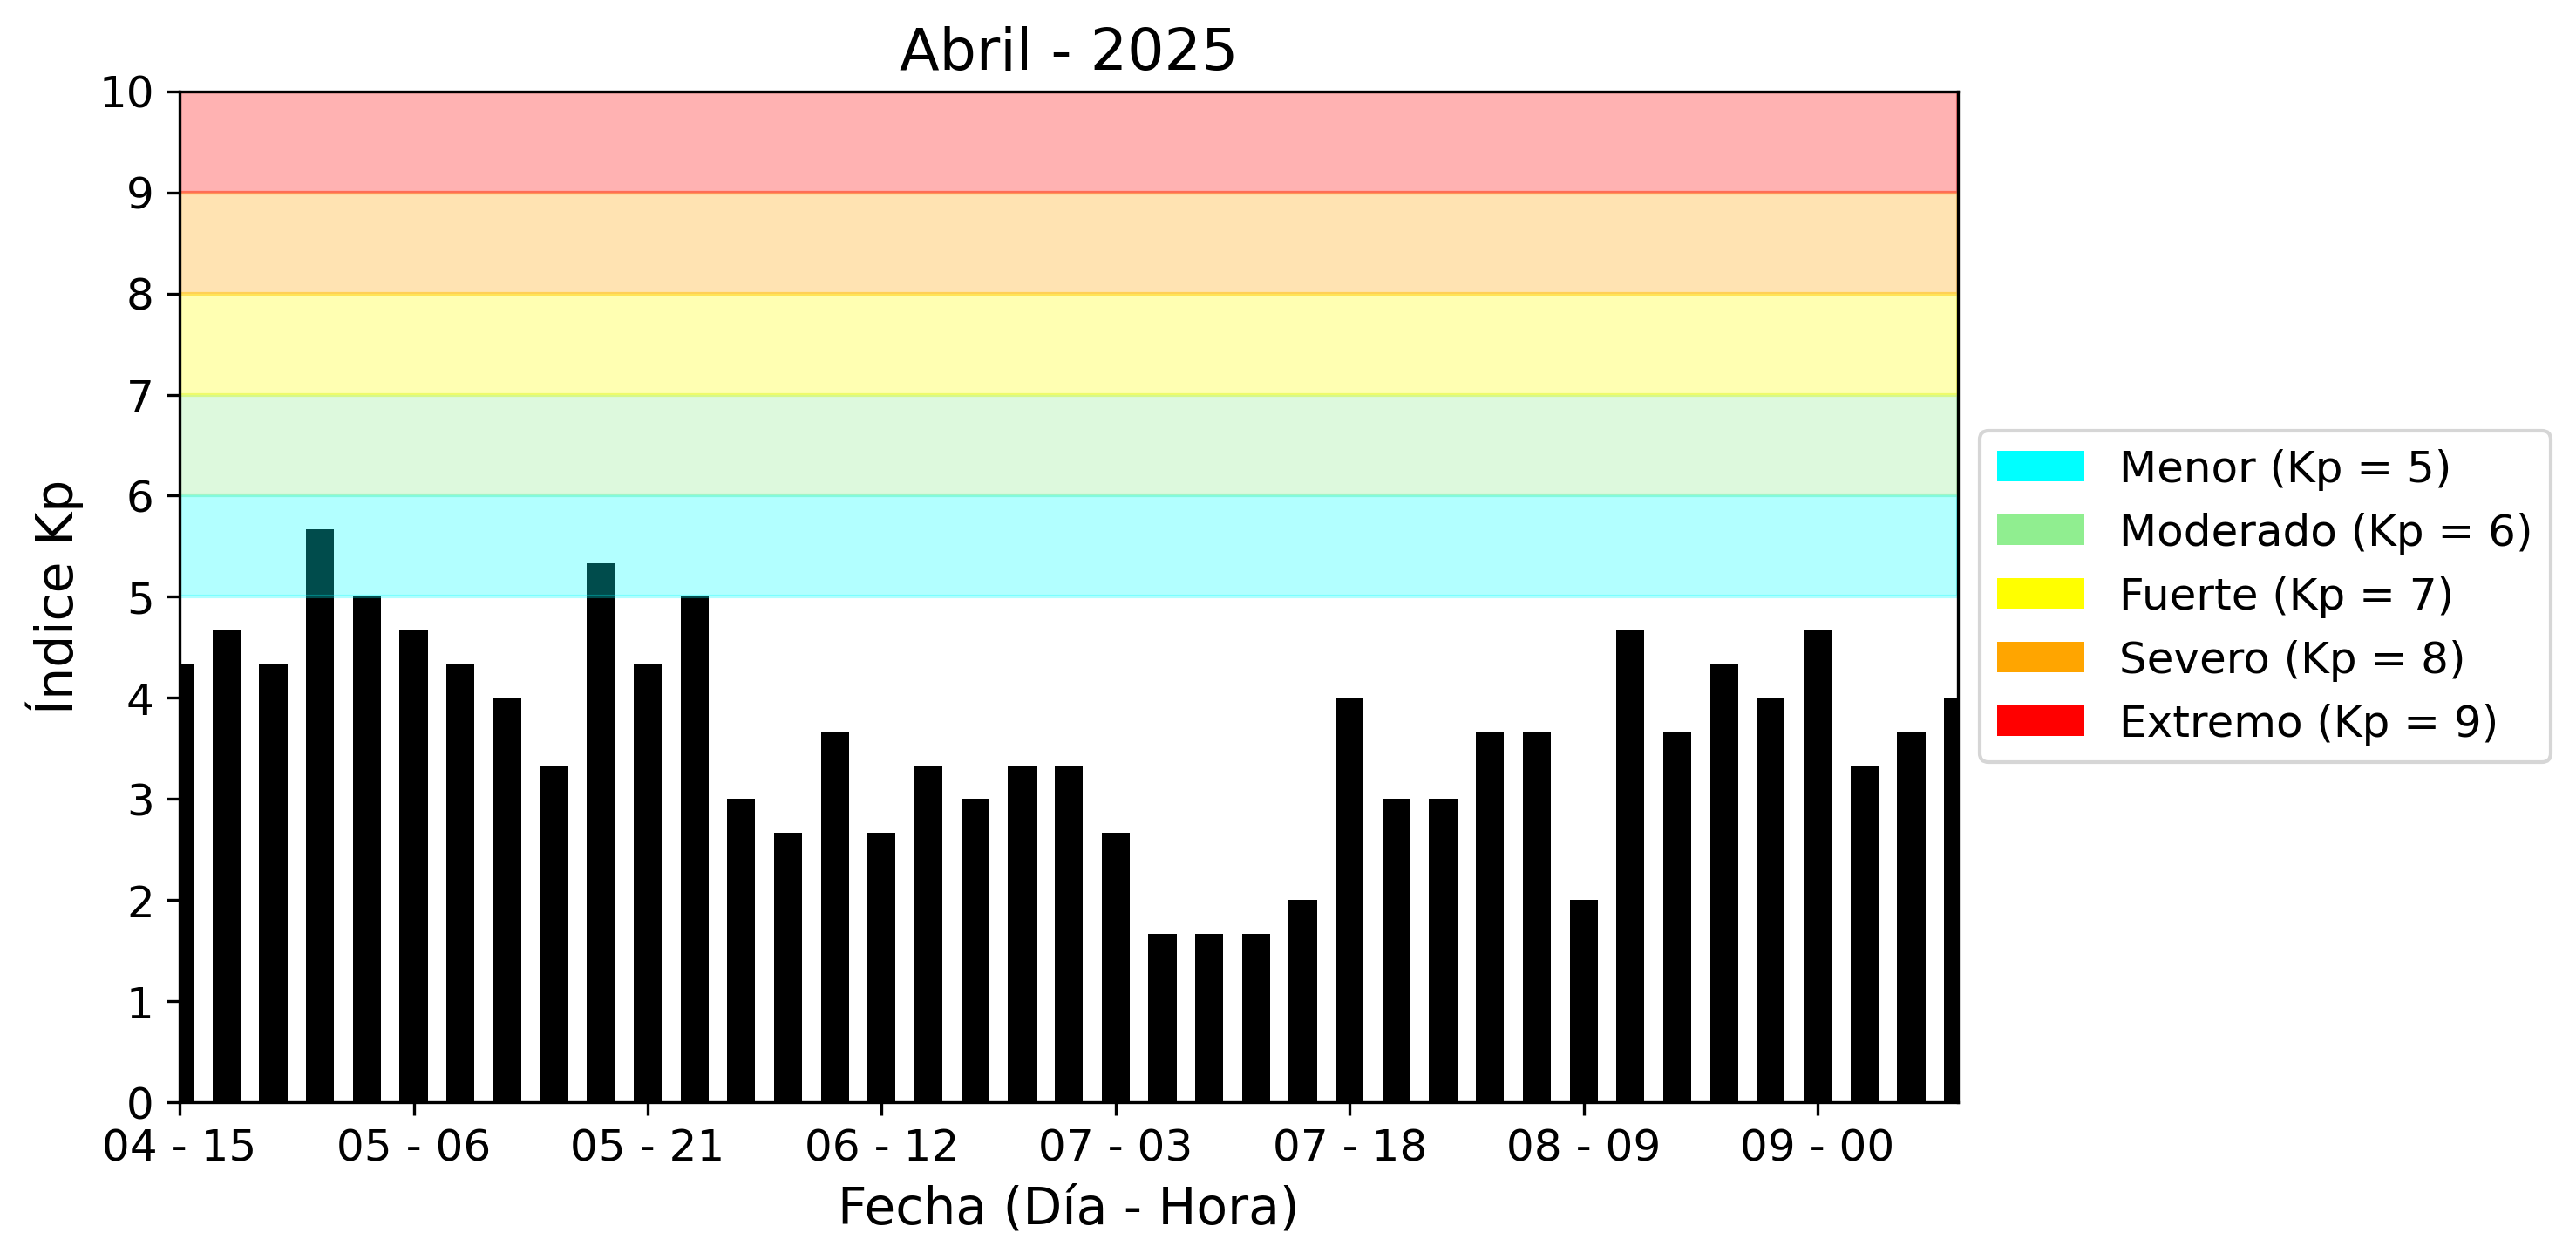 Abril - 2025
10
9
8
7
6
5
4
3
2
1
0
Índice Kp
04 - 15
05 - 06
05 - 21
06 - 12
07 - 03
07 - 18
08 - 09
09 - 00
Fecha (Día - Hora)
Menor (Kp = 5)
Moderado (Kp = 6)
Fuerte (Kp = 7)
Severo (Kp = 8)
Extremo (Kp = 9)